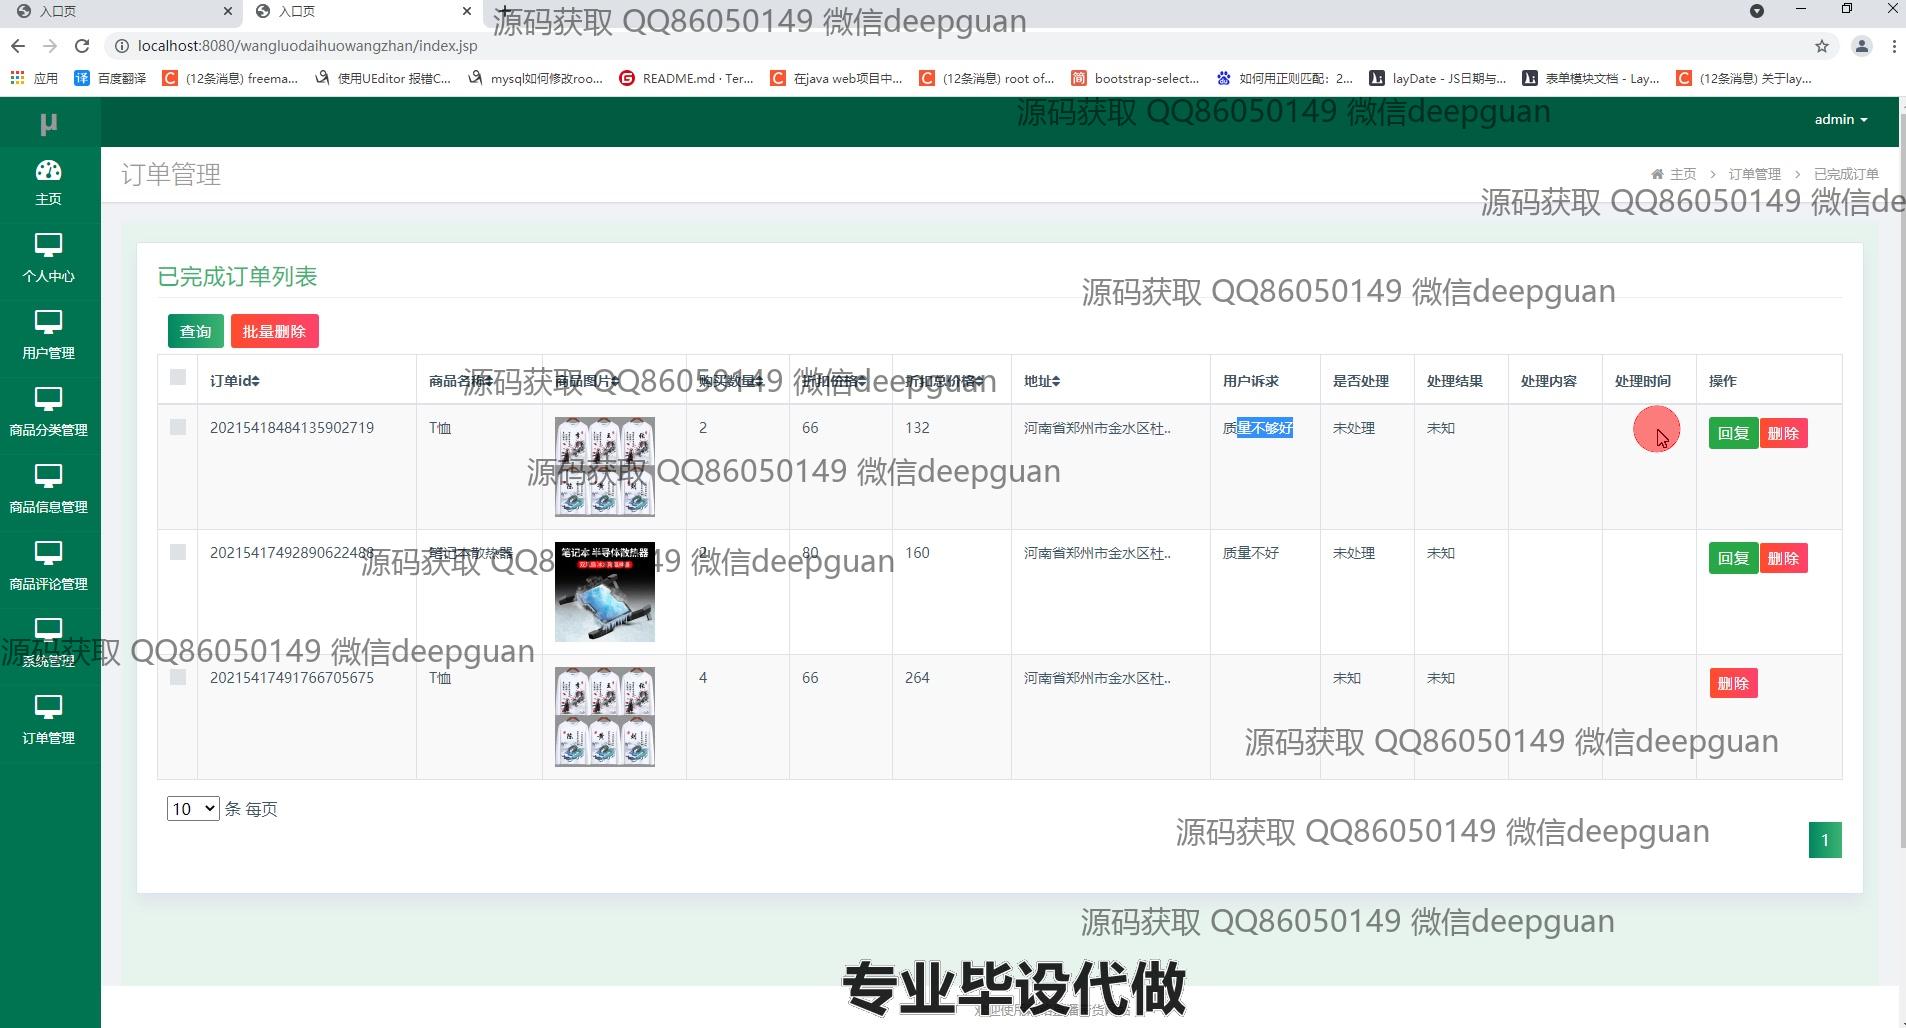 入口页
入口页
源码获取 QQ86050149 微信deepguan
localhost:8080/wangluodaihuowangzhan/index.jsp
应用 百度翻译 (12条消息) freema... 使用UEditor 报错C... mysql如何修改roo... README.md · Ter... 在java web项目中... (12条消息) root of... bootstrap-select... 如何用正则匹配：2... layDate - JS日期与... 表单模块文档 - Lay... (12条消息) 关于lay...
源码获取 QQ86050149 微信deepguan
μ
admin
主页
个人中心
用户管理
商品分类管理
商品信息管理
商品评论管理
系统管理
订单管理
订单管理
主页 > 订单管理 > 已完成订单
源码获取 QQ86050149 微信de
已完成订单列表
源码获取 QQ86050149 微信deepguan
查询 批量删除
订单id 商品名称 商品图片 购买数量 折扣价格 折扣总价格 地址 用户诉求 是否处理 处理结果 处理内容 处理时间 操作
源码获取 QQ86050149 微信deepguan
20215418484135902719 T恤 2 66 132 河南省郑州市金水区杜.. 质量不够好 未处理 未知 回复 删除
源码获取 QQ86050149 微信deepguan
20215417492890622488 笔记本散热器 2 80 160 河南省郑州市金水区杜.. 质量不好 未处理 未知 回复 删除
笔记本 半导体散热器
源码获取 QQ86050149 微信deepguan
源码获取 QQ86050149 微信deepguan
20215417491766705675 T恤 4 66 264 河南省郑州市金水区杜.. 未知 未知 删除
源码获取 QQ86050149 微信deepguan
10 条 每页
源码获取 QQ86050149 微信deepguan
1
源码获取 QQ86050149 微信deepguan
专业毕设代做